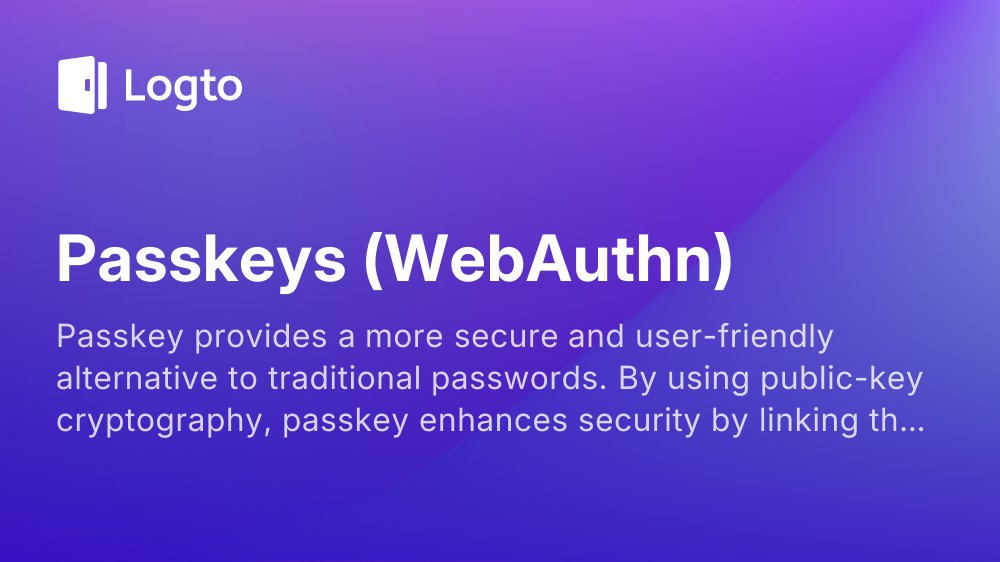 Logto
Passkeys (WebAuthn)
Passkey provides a more secure and user-friendly
alternative to traditional passwords. By using public-key
cryptography, passkey enhances security by linking th...